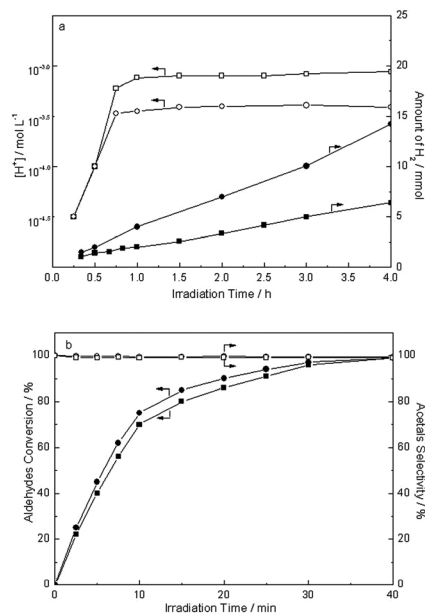 a
10^-3.0
10^-3.5
10^-4.0
10^-4.5
[H+] / mol L-1
25
20
15
10
5
0
Amount of H2 / mmol
0.0 0.5 1.0 1.5 2.0 2.5 3.0 4.0
Irradiation Time / h
b
100
80
60
40
20
0
Aldehydes Conversion / %
100
80
60
40
20
0
Acetals Selectivity / %
0 10 20 30 40
Irradiation Time / min